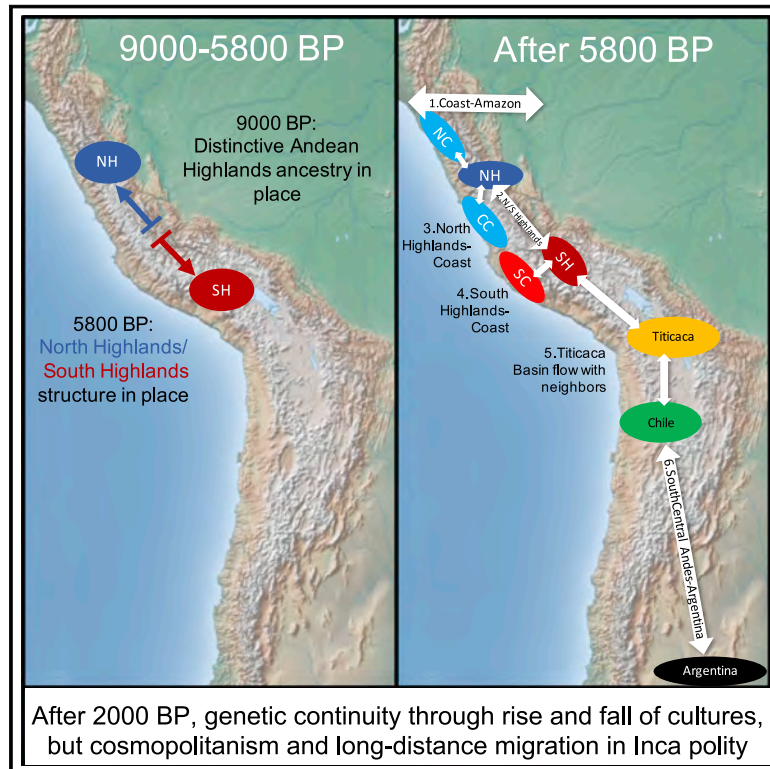 9000-5800 BP
9000 BP:
Distinctive Andean
Highlands ancestry in
place
NH
SH
5800 BP:
North Highlands/
South Highlands
structure in place
After 5800 BP
1.Coast-Amazon
NC
NH
2.N/S Highlands
CC
3.North
Highlands-
Coast
SC
SH
4.South
Highlands-
Coast
Titicaca
5.Titicaca
Basin flow with
neighbors
Chile
6.SouthCentral Andes-Argentina
Argentina
After 2000 BP, genetic continuity through rise and fall of cultures,
but cosmopolitanism and long-distance migration in Inca polity